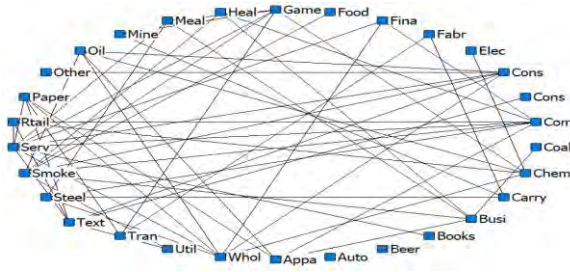 Game
Heal
Food
Meal
Fina
Mine
Fabr
Oil
Elec
Other
Cons
Paper
Cons
Rtail
Com
Serv
Coal
Smoke
Chem
Steel
Carry
Text
Busi
Tran
Books
Util
Beer
Whol
Auto
Appa